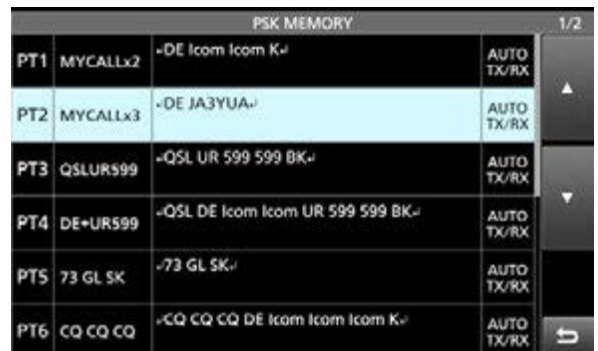 PSK MEMORY 1/2
PT1 MYCALLx2 ↵DE Icom Icom K↵ AUTO TX/RX
PT2 MYCALLx3 ↵DE JA3YUA↵ AUTO TX/RX
PT3 QSLUR599 ↵QSL UR 599 599 BK↵ AUTO TX/RX
PT4 DE+UR599 ↵QSL DE Icom Icom UR 599 599 BK↵ AUTO TX/RX
PT5 73 GL SK ↵73 GL SK↵ AUTO TX/RX
PT6 CQ CQ CQ ↵CQ CQ CQ DE Icom Icom Icom K↵ AUTO TX/RX